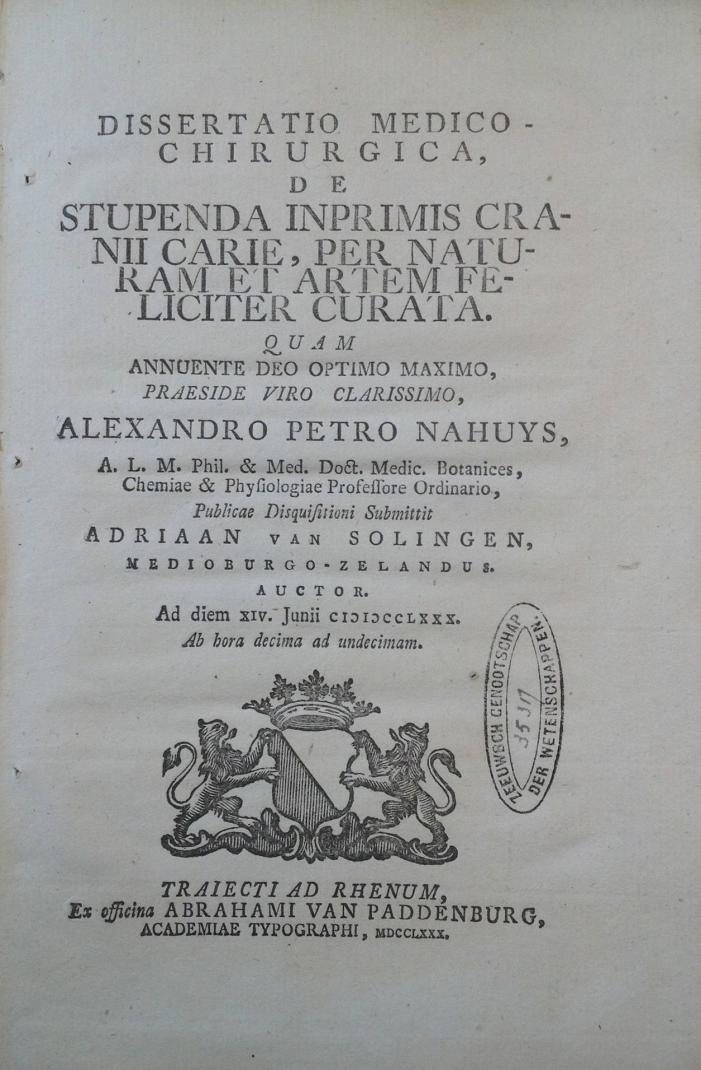 DISSERTATIO MEDICO-
CHIRURGICA,
DE
STUPENDA INPRIMIS CRA-
NII CARIE, PER NATU-
RAM ET ARTEM FE-
LICITER CURATA.
QUAM
ANNUENTE DEO OPTIMO MAXIMO,
PRAESIDE VIRO CLARISSIMO,
ALEXANDRO PETRO NAHUYS,
A. L. M. Phil. & Med. Doct. Medic. Botanices,
Chemiae & Phyſiologiae Profeſſore Ordinario,
Publicae Disquiſitioni Submittit
ADRIAAN VAN SOLINGEN,
MEDIOBURGO-ZELANDUS.
AUCTOR.
Ad diem XIV. Junii CIↃIↃCCLXXX.
Ab hora decima ad undecimam.
ZEEUWSCH GENOOTSCHAP
35317
DER WETENSCHAPPEN.
TRAIECTI AD RHENUM,
Ex officina ABRAHAMI VAN PADDENBURG,
ACADEMIAE TYPOGRAPHI, MDCCLXXX.